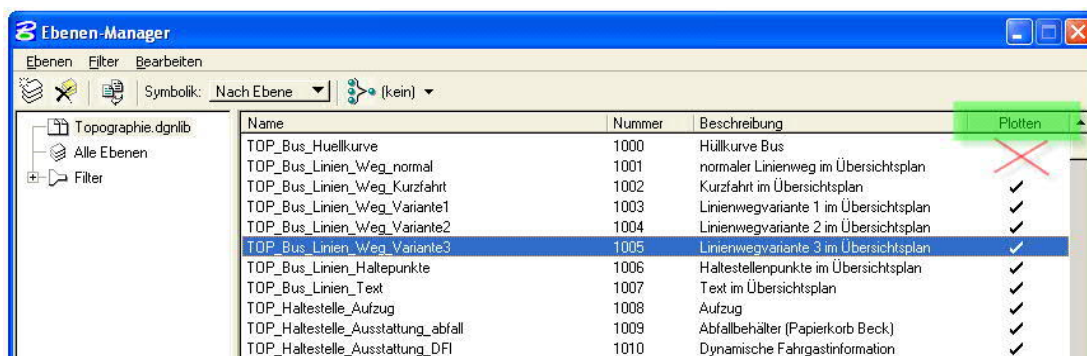 Ebenen-Manager
Ebenen Filter Bearbeiten
Symbolik: Nach Ebene (kein)
Topographie.dgnlib
Alle Ebenen
Filter
Name Nummer Beschreibung Plotten
TOP_Bus_Huellkurve 1000 Hüllkurve Bus
TOP_Bus_Linien_Weg_normal 1001 normaler Linienweg im Übersichtsplan
TOP_Bus_Linien_Weg_Kurzfahrt 1002 Kurzfahrt im Übersichtsplan
TOP_Bus_Linien_Weg_Variante1 1003 Linienwegvariante 1 im Übersichtsplan
TOP_Bus_Linien_Weg_Variante2 1004 Linienwegvariante 2 im Übersichtsplan
TOP_Bus_Linien_Weg_Variante3 1005 Linienwegvariante 3 im Übersichtsplan
TOP_Bus_Linien_Haltepunkte 1006 Haltestellenpunkte im Übersichtsplan
TOP_Bus_Linien_Text 1007 Text im Übersichtsplan
TOP_Haltestelle_Aufzug 1008 Aufzug
TOP_Haltestelle_Ausstattung_abfall 1009 Abfallbehälter (Papierkorb Beck)
TOP_Haltestelle_Ausstattung_DFI 1010 Dynamische Fahrgastinformation